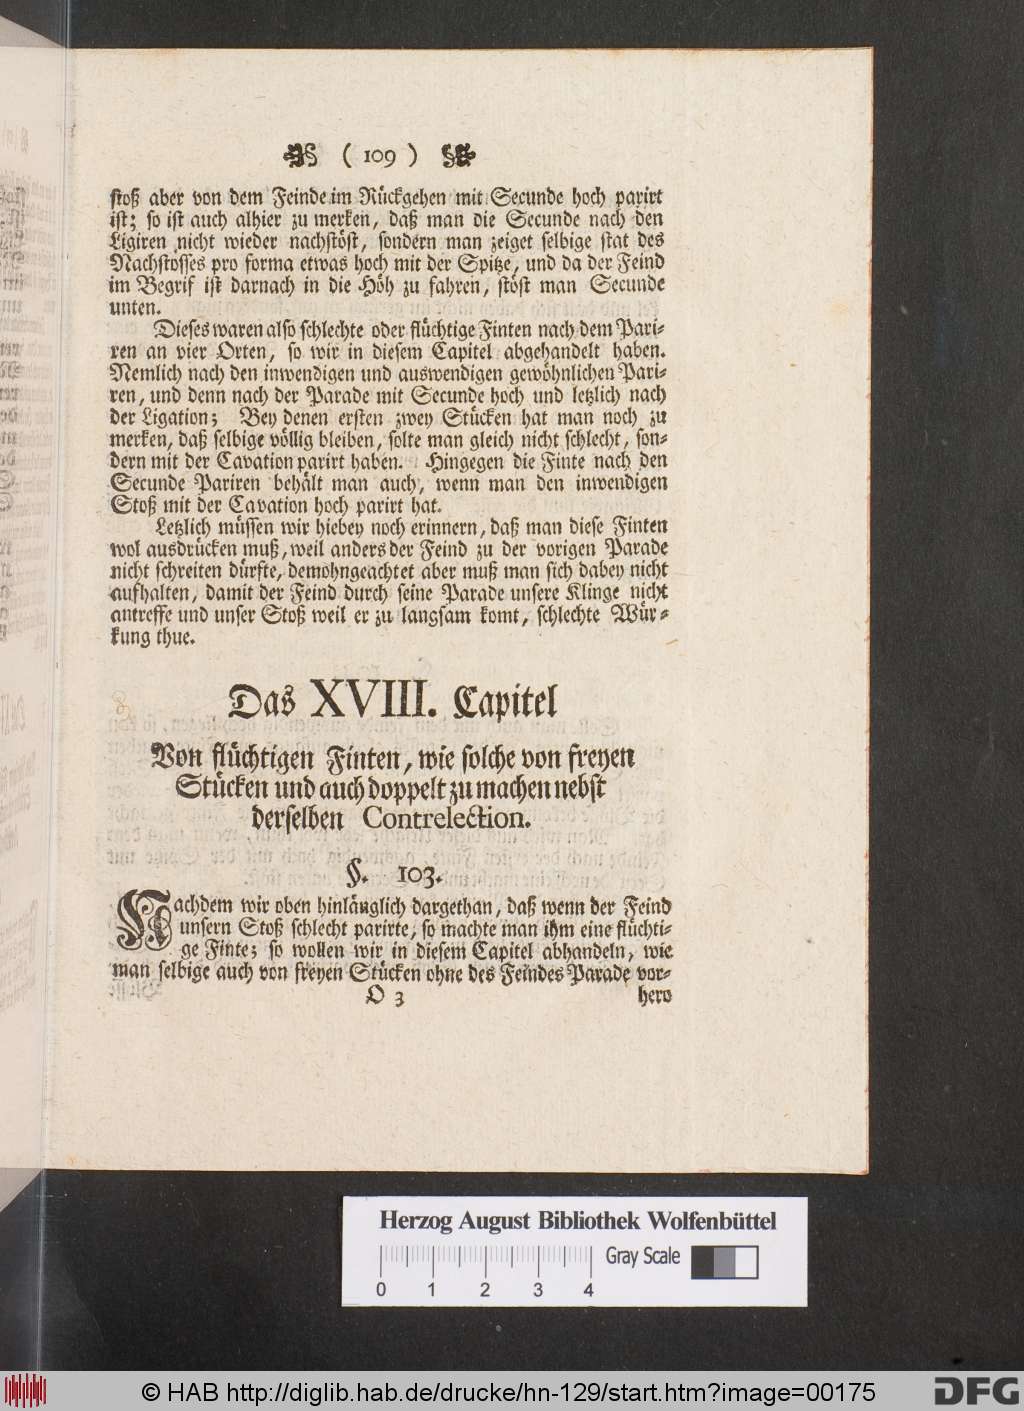 ( 109 )
stoß aber von dem Feinde im Rückgehen mit Secunde hoch parirt
ist; so ist auch alhier zu merken, daß man die Secunde nach den
Ligiren nicht wieder nachstöst, sondern man zeiget selbige stat des
Nachstosses pro forma etwas hoch mit der Spitze, und da der Feind
im Begrif ist darnach in die Höh zu fahren, stöst man Secunde
unten.
Dieses waren also schlechte oder flüchtige Finten nach dem Pari-
ren an vier Orten, so wir in diesem Capitel abgehandelt haben.
Nemlich nach den inwendigen und auswendigen gewöhnlichen Pari-
ren, und denn nach der Parade mit Secunde hoch und letzlich nach
der Ligation; Bey denen ersten zwey Stücken hat man noch zu
merken, daß selbige völlig bleiben, solte man gleich nicht schlecht, son-
dern mit der Cavation parirt haben. Hingegen die Finte nach den
Secunde Pariren behält man auch, wenn man den inwendigen
Stoß mit der Cavation hoch parirt hat.
Letzlich müssen wir hiebey noch erinnern, daß man diese Finten
wol ausdrücken muß, weil anders der Feind zu der vorigen Parade
nicht schreiten dürfte, demohngeachtet aber muß man sich dabey nicht
aufhalten, damit der Feind durch seine Parade unsere Klinge nicht
antreffe und unser Stoß weil er zu langsam komt, schlechte Wür-
kung thue.
Das XVIII. Capitel
Von flüchtigen Finten, wie solche von freyen
Stücken und auch doppelt zu machen nebst
derselben Contrelection.
§. 103.
Nachdem wir oben hinlänglich dargethan, daß wenn der Feind
unsern Stoß schlecht parirte, so machte man ihm eine flüchti-
ge Finte; so wollen wir in diesem Capitel abhandeln, wie
man selbige auch von freyen Stücken ohne des Feindes Parade vor-
O 3 hero
Herzog August Bibliothek Wolfenbüttel
Gray Scale
0 1 2 3 4
© HAB http://diglib.hab.de/drucke/hn-129/start.htm?image=00175
DFG